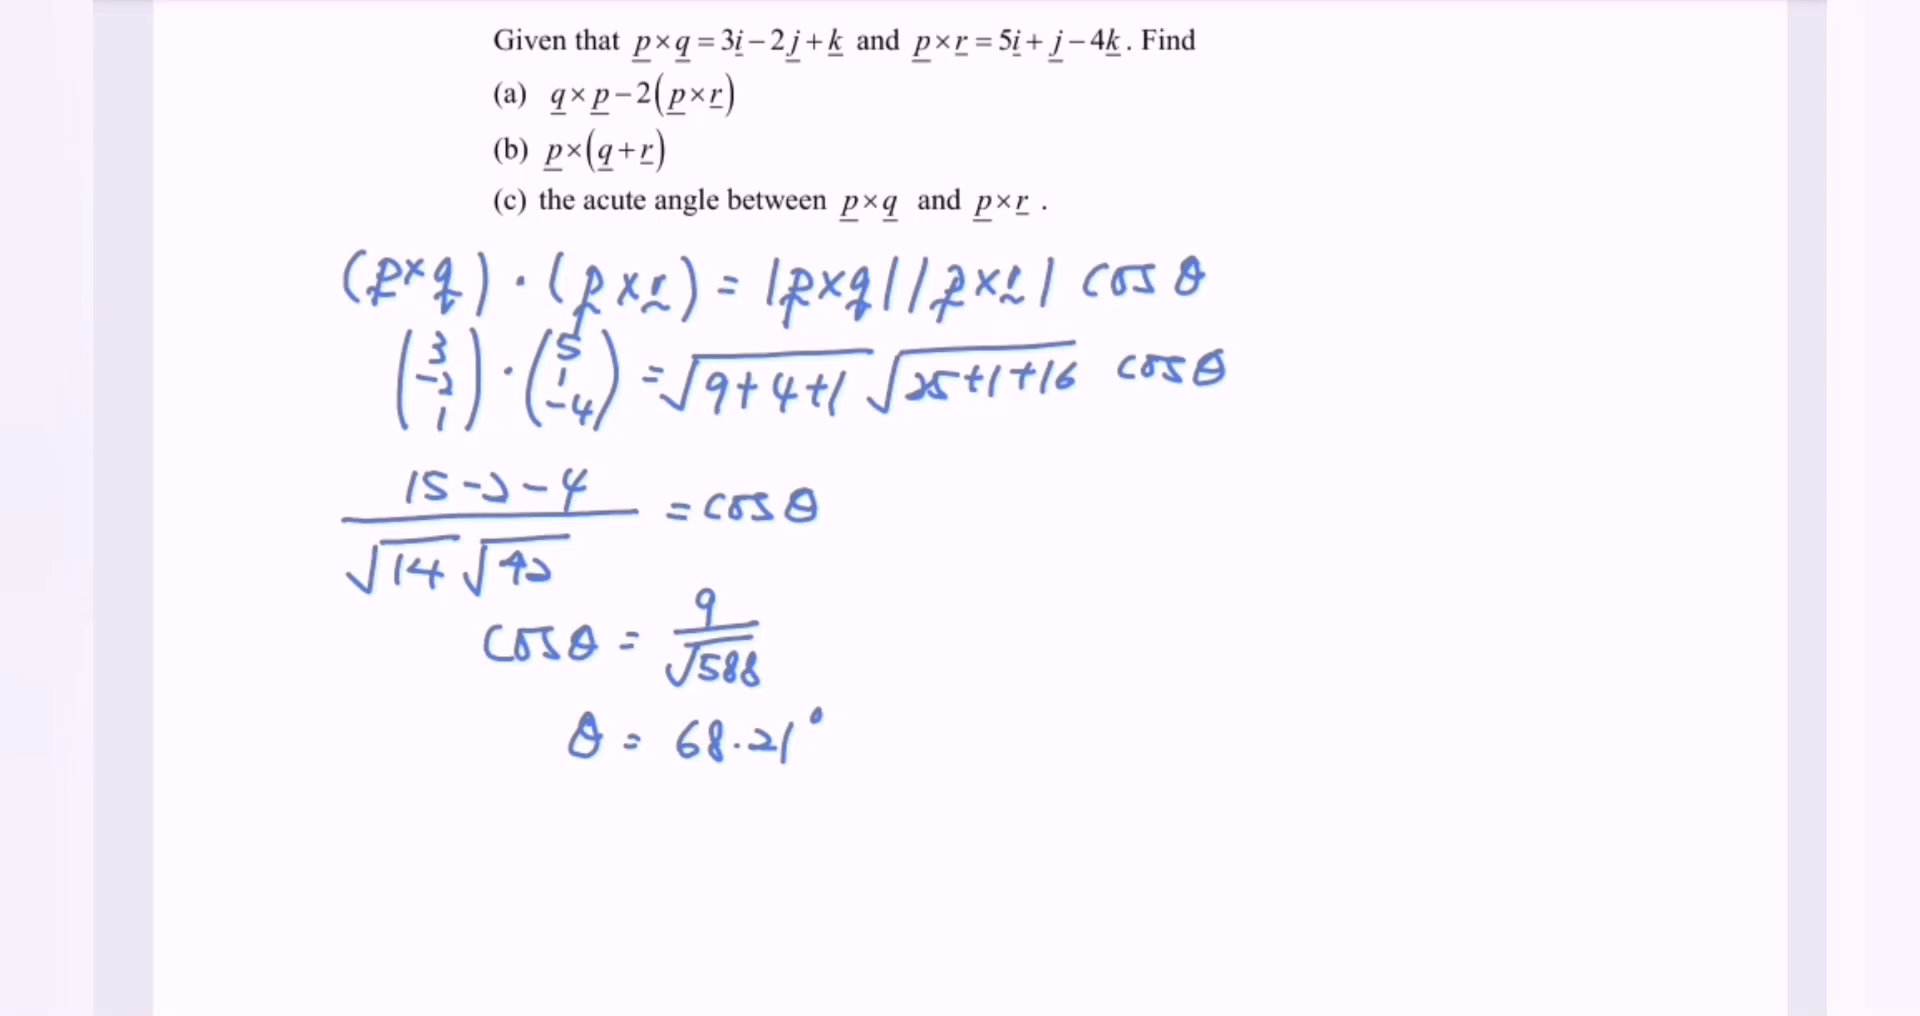 Given that p×q = 3i – 2j + k and p×r = 5i + j – 4k. Find
(a) q×p – 2(p×r)
(b) p×(q+r)
(c) the acute angle between p×q and p×r .
(p×q) · (p×r) = |p×q||p×r| cos θ
(3 -2 1) · (5 1 -4) = √9+4+1 √25+1+16 cos θ
15-2-4 / √14 √42 = cos θ
cos θ = 9/√588
θ = 68.21°